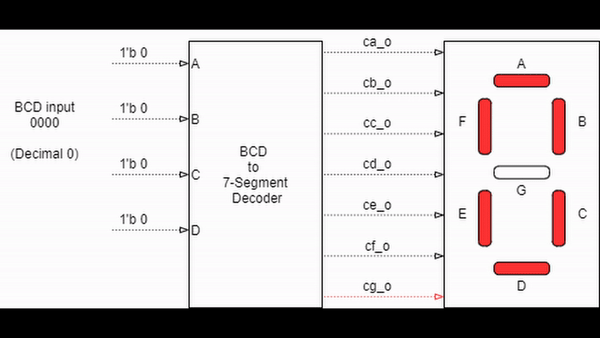 BCD input
0000
(Decimal 0)
1'b 0
1'b 0
1'b 0
1'b 0
A
B
C
D
BCD
to
7-Segment
Decoder
ca_o
cb_o
cc_o
cd_o
ce_o
cf_o
cg_o
A
F
B
G
E
C
D